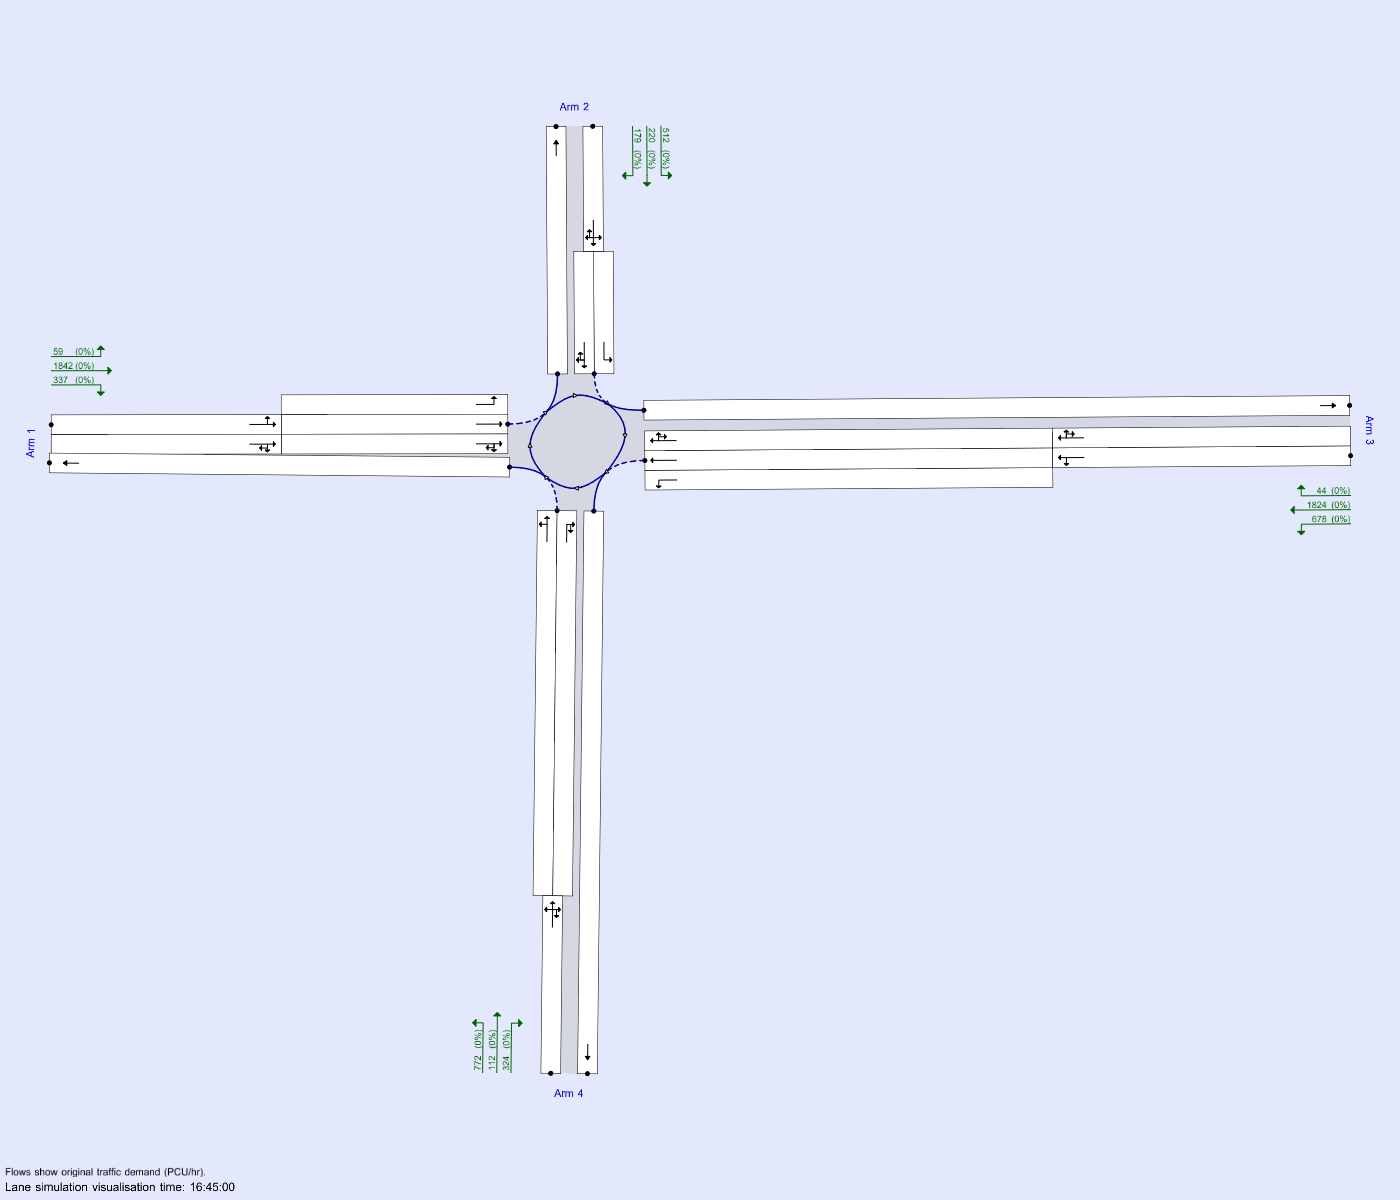 Arm 2
179 (0%)
220 (0%)
512 (0%)
59 (0%)
1842 (0%)
337 (0%)
Arm 1
Arm 3
44 (0%)
1824 (0%)
678 (0%)
772 (0%)
112 (0%)
324 (0%)
Arm 4
Flows show original traffic demand (PCU/hr).
Lane simulation visualisation time: 16:45:00